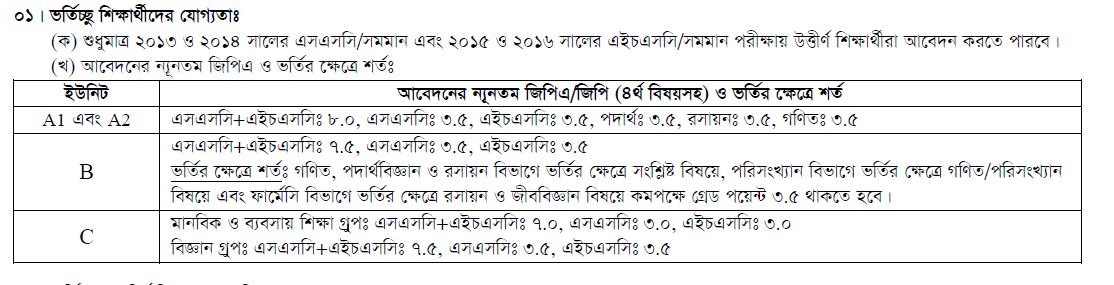 ০১। ভর্তিচ্ছু শিক্ষার্থীদের যোগ্যতাঃ
(ক) শুধুমাত্র ২০১৩ ও ২০১৪ সালের এসএসসি/সমমান এবং ২০১৫ ও ২০১৬ সালের এইচএসসি/সমমান পরীক্ষায় উত্তীর্ণ শিক্ষার্থীরা আবেদন করতে পারবে।
(খ) আবেদনের ন্যূনতম জিপিএ ও ভর্তির ক্ষেত্রে শর্তঃ
ইউনিট আবেদনের ন্যূনতম জিপিএ/জিপি (৪র্থ বিষয়সহ) ও ভর্তির ক্ষেত্রে শর্ত
A1 এবং A2 এসএসসি+এইচএসসিঃ ৮.০, এসএসসিঃ ৩.৫, এইচএসসিঃ ৩.৫, পদার্থঃ ৩.৫, রসায়নঃ ৩.৫, গণিতঃ ৩.৫
B
এসএসসি+এইচএসসিঃ ৭.৫, এসএসসিঃ ৩.৫, এইচএসসিঃ ৩.৫
ভর্তির ক্ষেত্রে শর্তঃ গণিত, পদার্থবিজ্ঞান ও রসায়ন বিভাগে ভর্তির ক্ষেত্রে সংশ্লিষ্ট বিষয়ে, পরিসংখ্যান বিভাগে ভর্তির ক্ষেত্রে গণিত/পরিসংখ্যান
বিষয়ে এবং ফার্মেসি বিভাগে ভর্তির ক্ষেত্রে রসায়ন ও জীববিজ্ঞান বিষয়ে কমপক্ষে গ্রেড পয়েন্ট ৩.৫ থাকতে হবে।
C
মানবিক ও ব্যবসায় শিক্ষা গ্রুপঃ এসএসসি+এইচএসসিঃ ৭.০, এসএসসিঃ ৩.০, এইচএসসিঃ ৩.০
বিজ্ঞান গ্রুপঃ এসএসসি+এইচএসসিঃ ৭.৫, এসএসসিঃ ৩.৫, এইচএসসিঃ ৩.৫